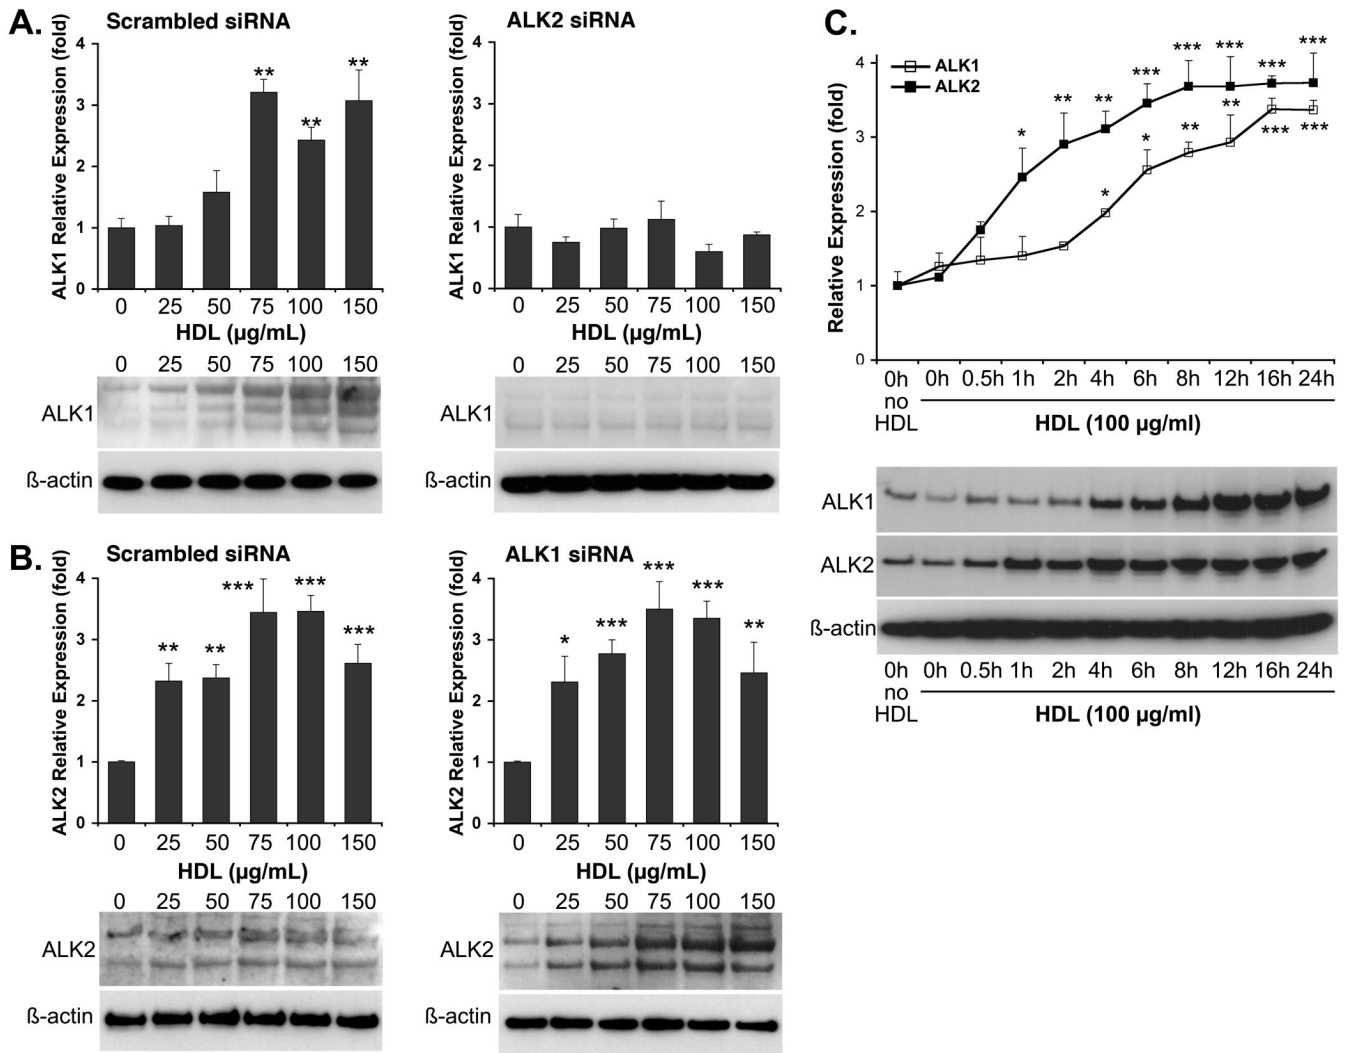 A.
Scrambled siRNA
ALK1 Relative Expression (fold)
4
3
2
1
0
** ** **
0 25 50 75 100 150
HDL (µg/mL)
0 25 50 75 100 150
ALK1
ß-actin
ALK2 siRNA
ALK1 Relative Expression (fold)
4
3
2
1
0
0 25 50 75 100 150
HDL (µg/mL)
0 25 50 75 100 150
ALK1
ß-actin
B.
Scrambled siRNA
ALK2 Relative Expression (fold)
4
3
2
1
0
** ** *** *** ***
0 25 50 75 100 150
HDL (µg/mL)
0 25 50 75 100 150
ALK2
ß-actin
ALK1 siRNA
ALK2 Relative Expression (fold)
4
3
2
1
0
* *** *** *** **
0 25 50 75 100 150
HDL (µg/mL)
0 25 50 75 100 150
ALK2
ß-actin
C.
Relative Expression (fold)
4
3
2
1
0
ALK1
ALK2
* ** ** *** *** *** *** ***
* * ** ** *** ***
0h 0h 0.5h 1h 2h 4h 6h 8h 12h 16h 24h
no
HDL
HDL (100 µg/ml)
ALK1
ALK2
ß-actin
0h 0h 0.5h 1h 2h 4h 6h 8h 12h 16h 24h
no
HDL
HDL (100 µg/ml)